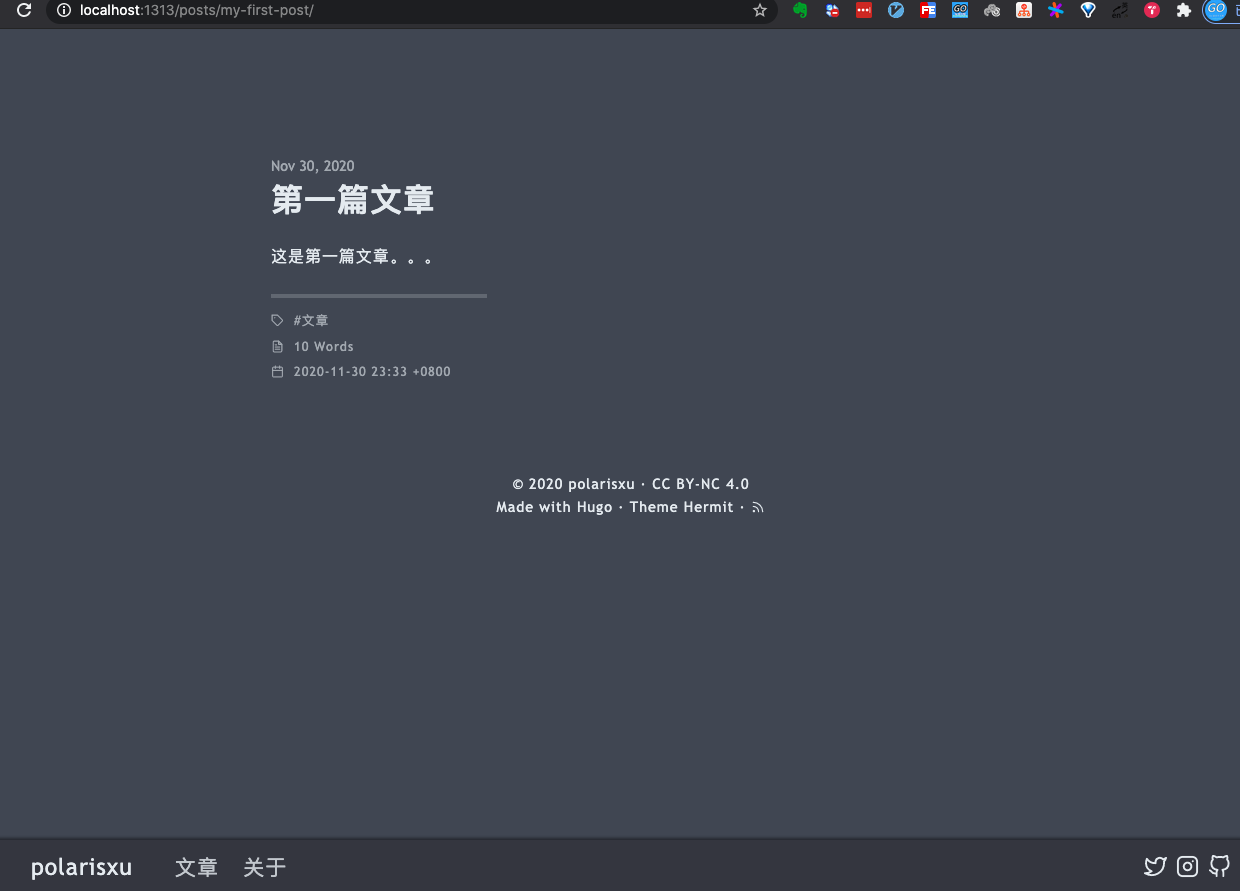 localhost:1313/posts/my-first-post/
Nov 30, 2020
第一篇文章
这是第一篇文章。。。
#文章
10 Words
2020-11-30 23:33 +0800
© 2020 polarisxu · CC BY-NC 4.0
Made with Hugo · Theme Hermit ·
polarisxu 文章 关于